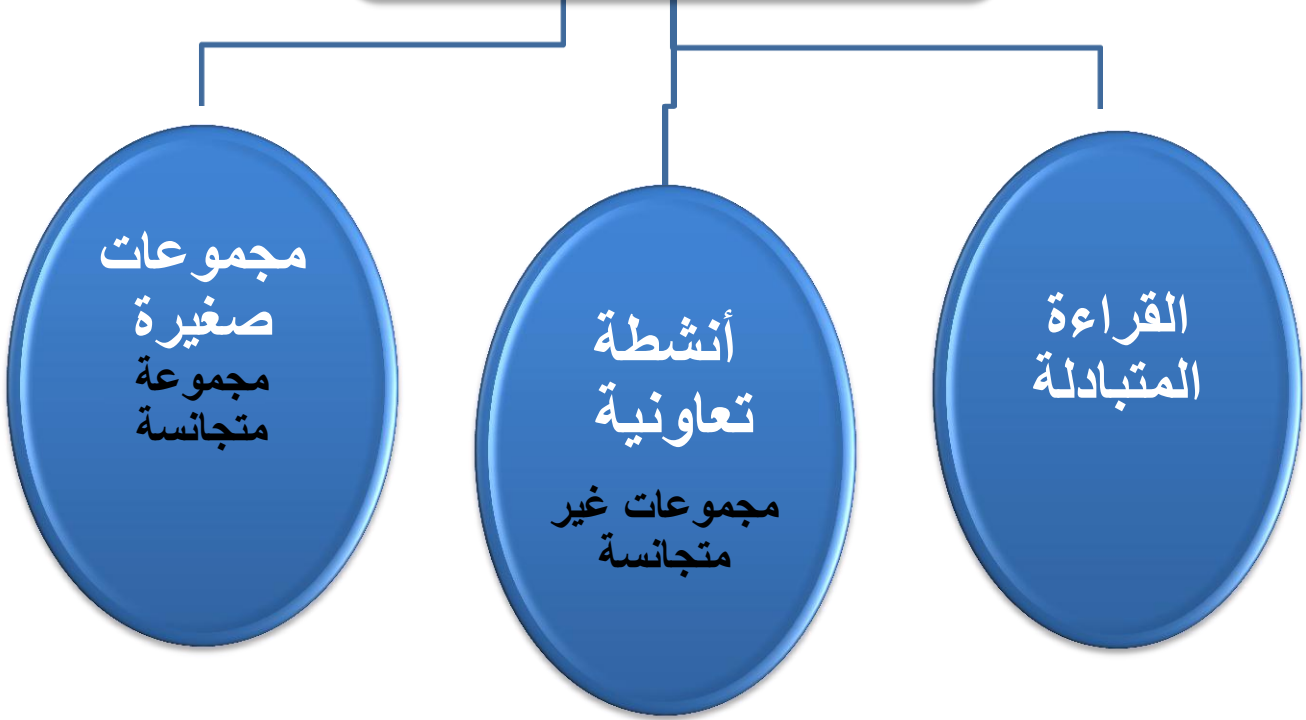 القراءة
المتبادلة
أنشطة
تعاونية
مجموعات غير
متجانسة
مجموعات
صغيرة
مجموعة
متجانسة